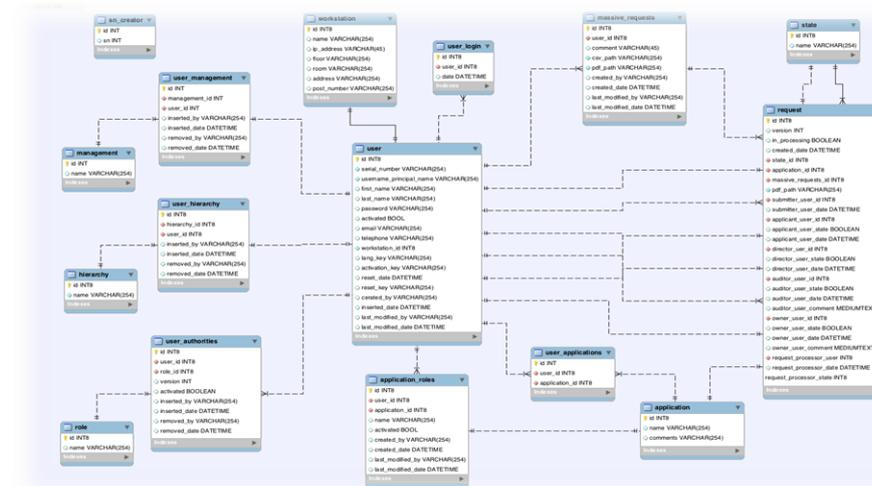 sn_creator
id INT
sn INT
Indexes
workstation
id INT8
name VARCHAR(254)
ip_address VARCHAR(45)
floor VARCHAR(254)
room VARCHAR(254)
address VARCHAR(254)
post_number VARCHAR(254)
Indexes
user_login
id INT8
user_id INT8
date DATETIME
Indexes
massive_requests
id INT8
user_id INT8
comment VARCHAR(45)
csv_path VARCHAR(254)
pdf_path VARCHAR(254)
created_by VARCHAR(254)
created_date DATETIME
last_modified_by VARCHAR(254)
last_modified_date DATETIME
Indexes
state
id INT8
name VARCHAR(254)
Indexes
user_management
id INT
management_id INT
user_id INT8
inserted_by VARCHAR(254)
inserted_date DATETIME
removed_by VARCHAR(254)
removed_date DATETIME
Indexes
management
id INT
name VARCHAR(254)
Indexes
user
id INT8
serial_number VARCHAR(254)
username_principal_name VARCHAR(254)
first_name VARCHAR(254)
last_name VARCHAR(254)
password VARCHAR(254)
activated BOOL
email VARCHAR(254)
telephone VARCHAR(254)
workstation_id INT8
lang_key VARCHAR(254)
activation_key VARCHAR(254)
reset_date DATETIME
reset_key VARCHAR(254)
cerated_by VARCHAR(254)
inserted_date DATETIME
last_modified_by VARCHAR(254)
last_modified_date DATETIME
Indexes
request
id INT8
version INT
in_processing BOOLEAN
created_date DATETIME
state_id INT8
application_id INT8
massive_requests_id INT8
pdf_path VARCHAR(254)
submitter_user_id INT8
submitter_user_date DATETIME
applicant_user_id INT8
applicant_user_state BOOLEAN
applicant_user_date DATETIME
director_uer_id INT8
director_user_state BOOLEAN
director_user_date DATETIME
auditor_user_id INT8
auditor_user_state BOOLEAN
auditor_user_date DATETIME
auditor_user_comment MEDIUMTEX
owner_user_id INT8
owner_user_state BOOLEAN
owner_user_date DATETIME
owner_user_comment MEDIUMTEXT
request_processor_user INT8
request_processor_date DATETIME
request_processor_state INT8
Indexes
user_hierarchy
id INT8
hierarchy_id INT8
user_id INT8
inserted_by VARCHAR(254)
inserted_date DATETIME
removed_by VARCHAR(254)
removed_date DATETIME
Indexes
hierarchy
id INT8
name VARCHAR(254)
Indexes
user_authorities
id INT8
user_id INT8
role_id INT8
version INT
activated BOOLEAN
inserted_by VARCHAR(254)
inserted_date DATETIME
removed_by VARCHAR(254)
removed_date DATETIME
Indexes
role
id INT8
name VARCHAR(254)
Indexes
application_roles
id INT8
user_id INT8
application_id INT8
name VARCHAR(254)
activated BOOL
created_by VARCHAR(254)
created_date DATETIME
last_modified_by VARCHAR(254)
last_modified_date DATETIME
Indexes
user_applications
id INT
user_id INT8
application_id INT8
Indexes
application
id INT8
name VARCHAR(254)
comments VARCHAR(254)
Indexes